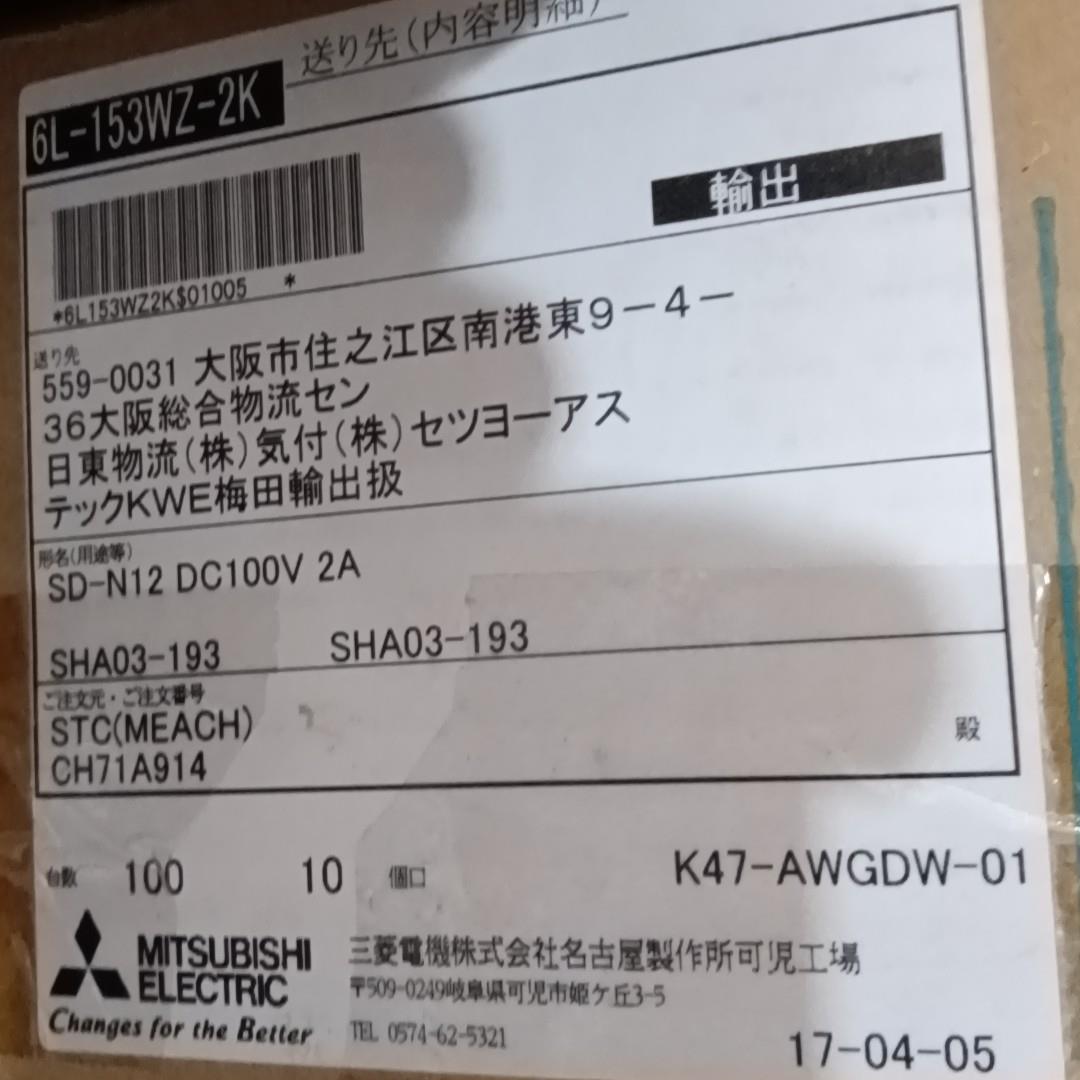 送り先(内容明細)
6L-153WZ-2K
輸出
*6L153WZ2K$01005 *
送り先
559-0031 大阪市住之江区南港東9-4-
36大阪総合物流セン
日東物流(株)気付(株)セツヨーアス
テックKWE梅田輸出扱
形名(用途等)
SD-N12 DC100V 2A
SHA03-193 SHA03-193
ご注文元・ご注文番号
STC(MEACH)
殿
CH71A914
台数 100 10 個口 K47-AWGDW-01
MITSUBISHI
ELECTRIC
Changes for the Better
三菱電機株式会社名古屋製作所可児工場
〒509-0249岐阜県可児市姫ケ丘3-5
TEL 0574-62-5321
17-04-05